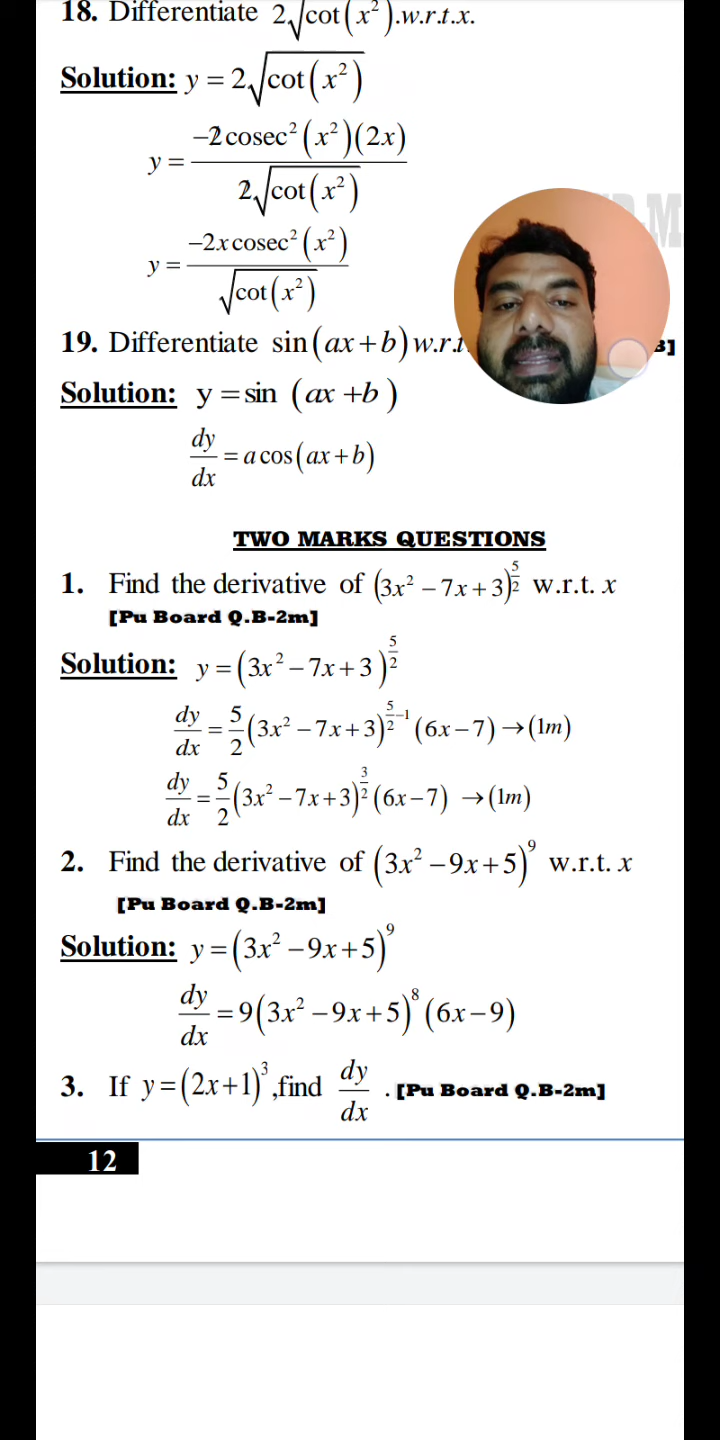 18. Differentiate 2√cot(x²).w.r.t.x.
Solution: y = 2√cot(x²)
y = −2cosec²(x²)(2x) / 2√cot(x²)
y = −2xcosec²(x²) / √cot(x²)
M
19. Differentiate sin(ax+b) w.r.t B]
Solution: y = sin (ax +b)
dy/dx = a cos(ax+b)
TWO MARKS QUESTIONS
1. Find the derivative of (3x² − 7x + 3)^(5/2) w.r.t. x
[Pu Board Q.B-2m]
Solution: y = (3x² − 7x + 3)^(5/2)
dy/dx = 5/2 (3x² − 7x + 3)^(5/2 −1) (6x − 7) → (1m)
dy/dx = 5/2 (3x² − 7x + 3)^(3/2) (6x − 7) → (1m)
2. Find the derivative of (3x² − 9x + 5)⁹ w.r.t. x
[Pu Board Q.B-2m]
Solution: y = (3x² − 9x + 5)⁹
dy/dx = 9(3x² − 9x + 5)⁸ (6x − 9)
3. If y = (2x+1)³, find dy/dx . [Pu Board Q.B-2m]
12